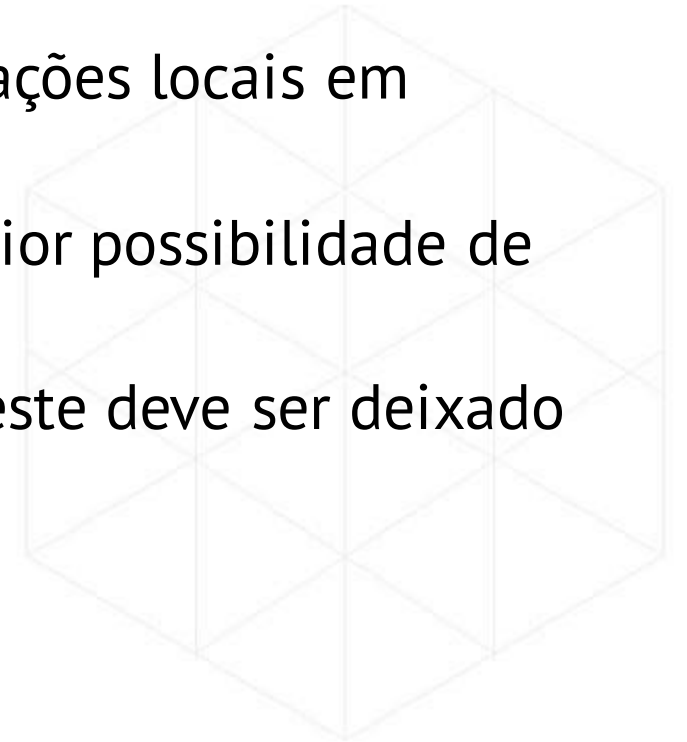 ações locais em
ior possibilidade de
este deve ser deixado